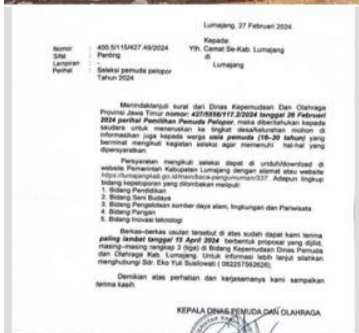 Lumajang, 27 Februari 2024
Kepada:
Nomor : 400.5/115/427.49/2024 Yth. Camat Se-Kab. Lumajang
Sifat : Penting di
Lampiran : - Lumajang
Perihal : Seleksi pemuda pelopor
Tahun 2024
Menindaklanjuti surat dari Dinas Kepemudaan Dan Olahraga
Provinsi Jawa Timur nomor: 427/5556/117.2/2024 tanggal 26 Februari
2024 perihal Pemilihan Pemuda Pelopor, maka diberitahukan kepada
saudara untuk meneruskan ke tingkat desa/kelurahan mohon di
informasikan juga kepada warga usia pemuda (16-30 tahun) yang
berminat mengikuti kegiatan seleksi agar memenuhi hal-hal yang
dipersyaratkan.
Persyaratan mengikuti seleksi dapat di unduh/download di
website Pemerintah Kabupaten Lumajang dengan alamat atau website
Adapun lingkup
bidang kepeloporan yang dilombakan meliputi:
1. Bidang Pendidikan
2. Bidang Seni Budaya
3. Bidang Pengelolaan sumber daya alam, lingkungan dan Pariwisata
4. Bidang Pangan
5. Bidang Inovasi teknologi
Berkas-berkas usulan tersebut di atas sudah dapat kami terima
paling lambat tanggal 15 April 2024 berbentuk proposal yang dijilid,
masing-masing rangkap 3 (tiga) di Bidang Kepemudaan Dinas Pemuda
dan Olahraga Kab. Lumajang. Untuk informasi lebih lanjut silahkan
menghubungi Sdr. Eko Yuli Susilowati ( 082257562626).
Demikian atas perhatian dan kerjasamanya kami sampaikan
terima kasih.
KEPALA DINAS PEMUDA DAN OLAHRAGA